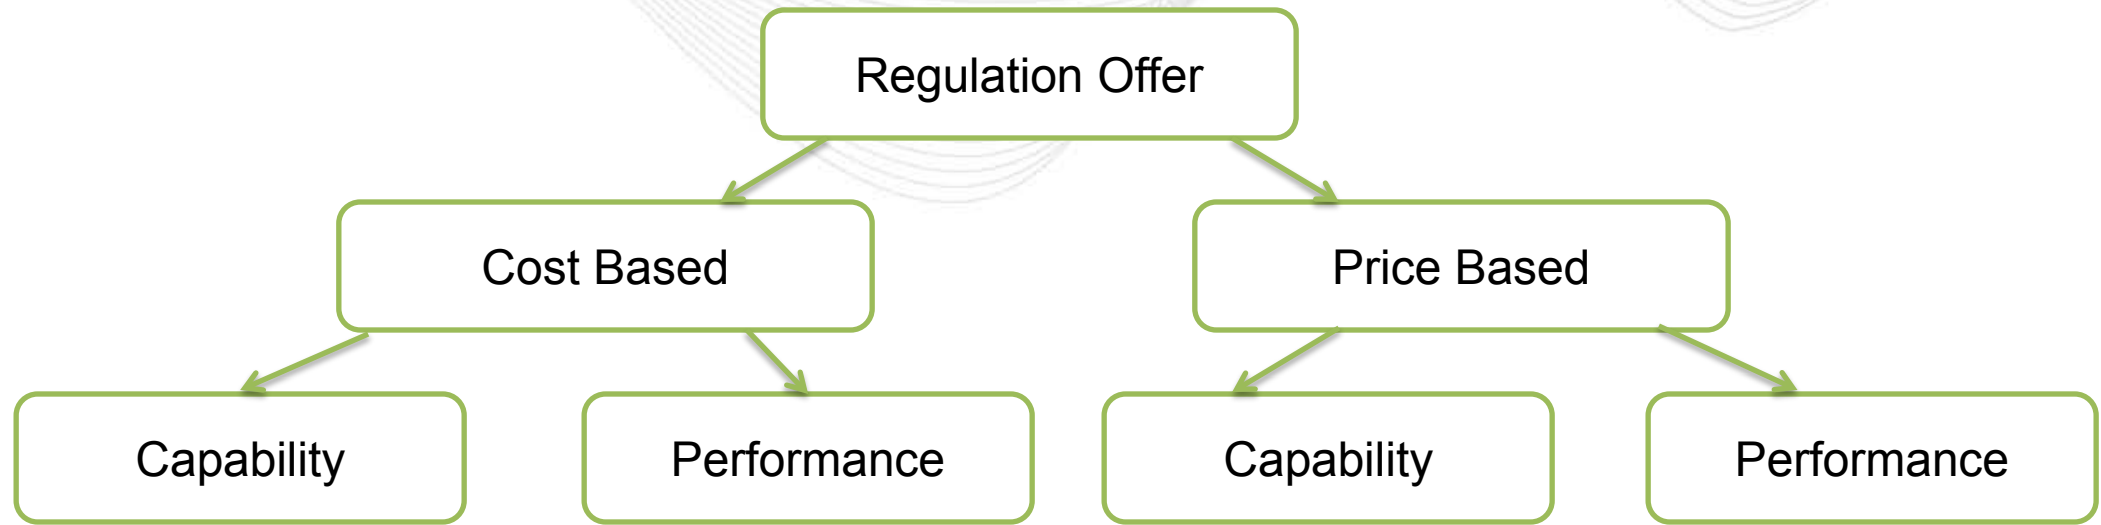 Regulation Offer
Cost Based
Price Based
Capability
Performance
Capability
Performance